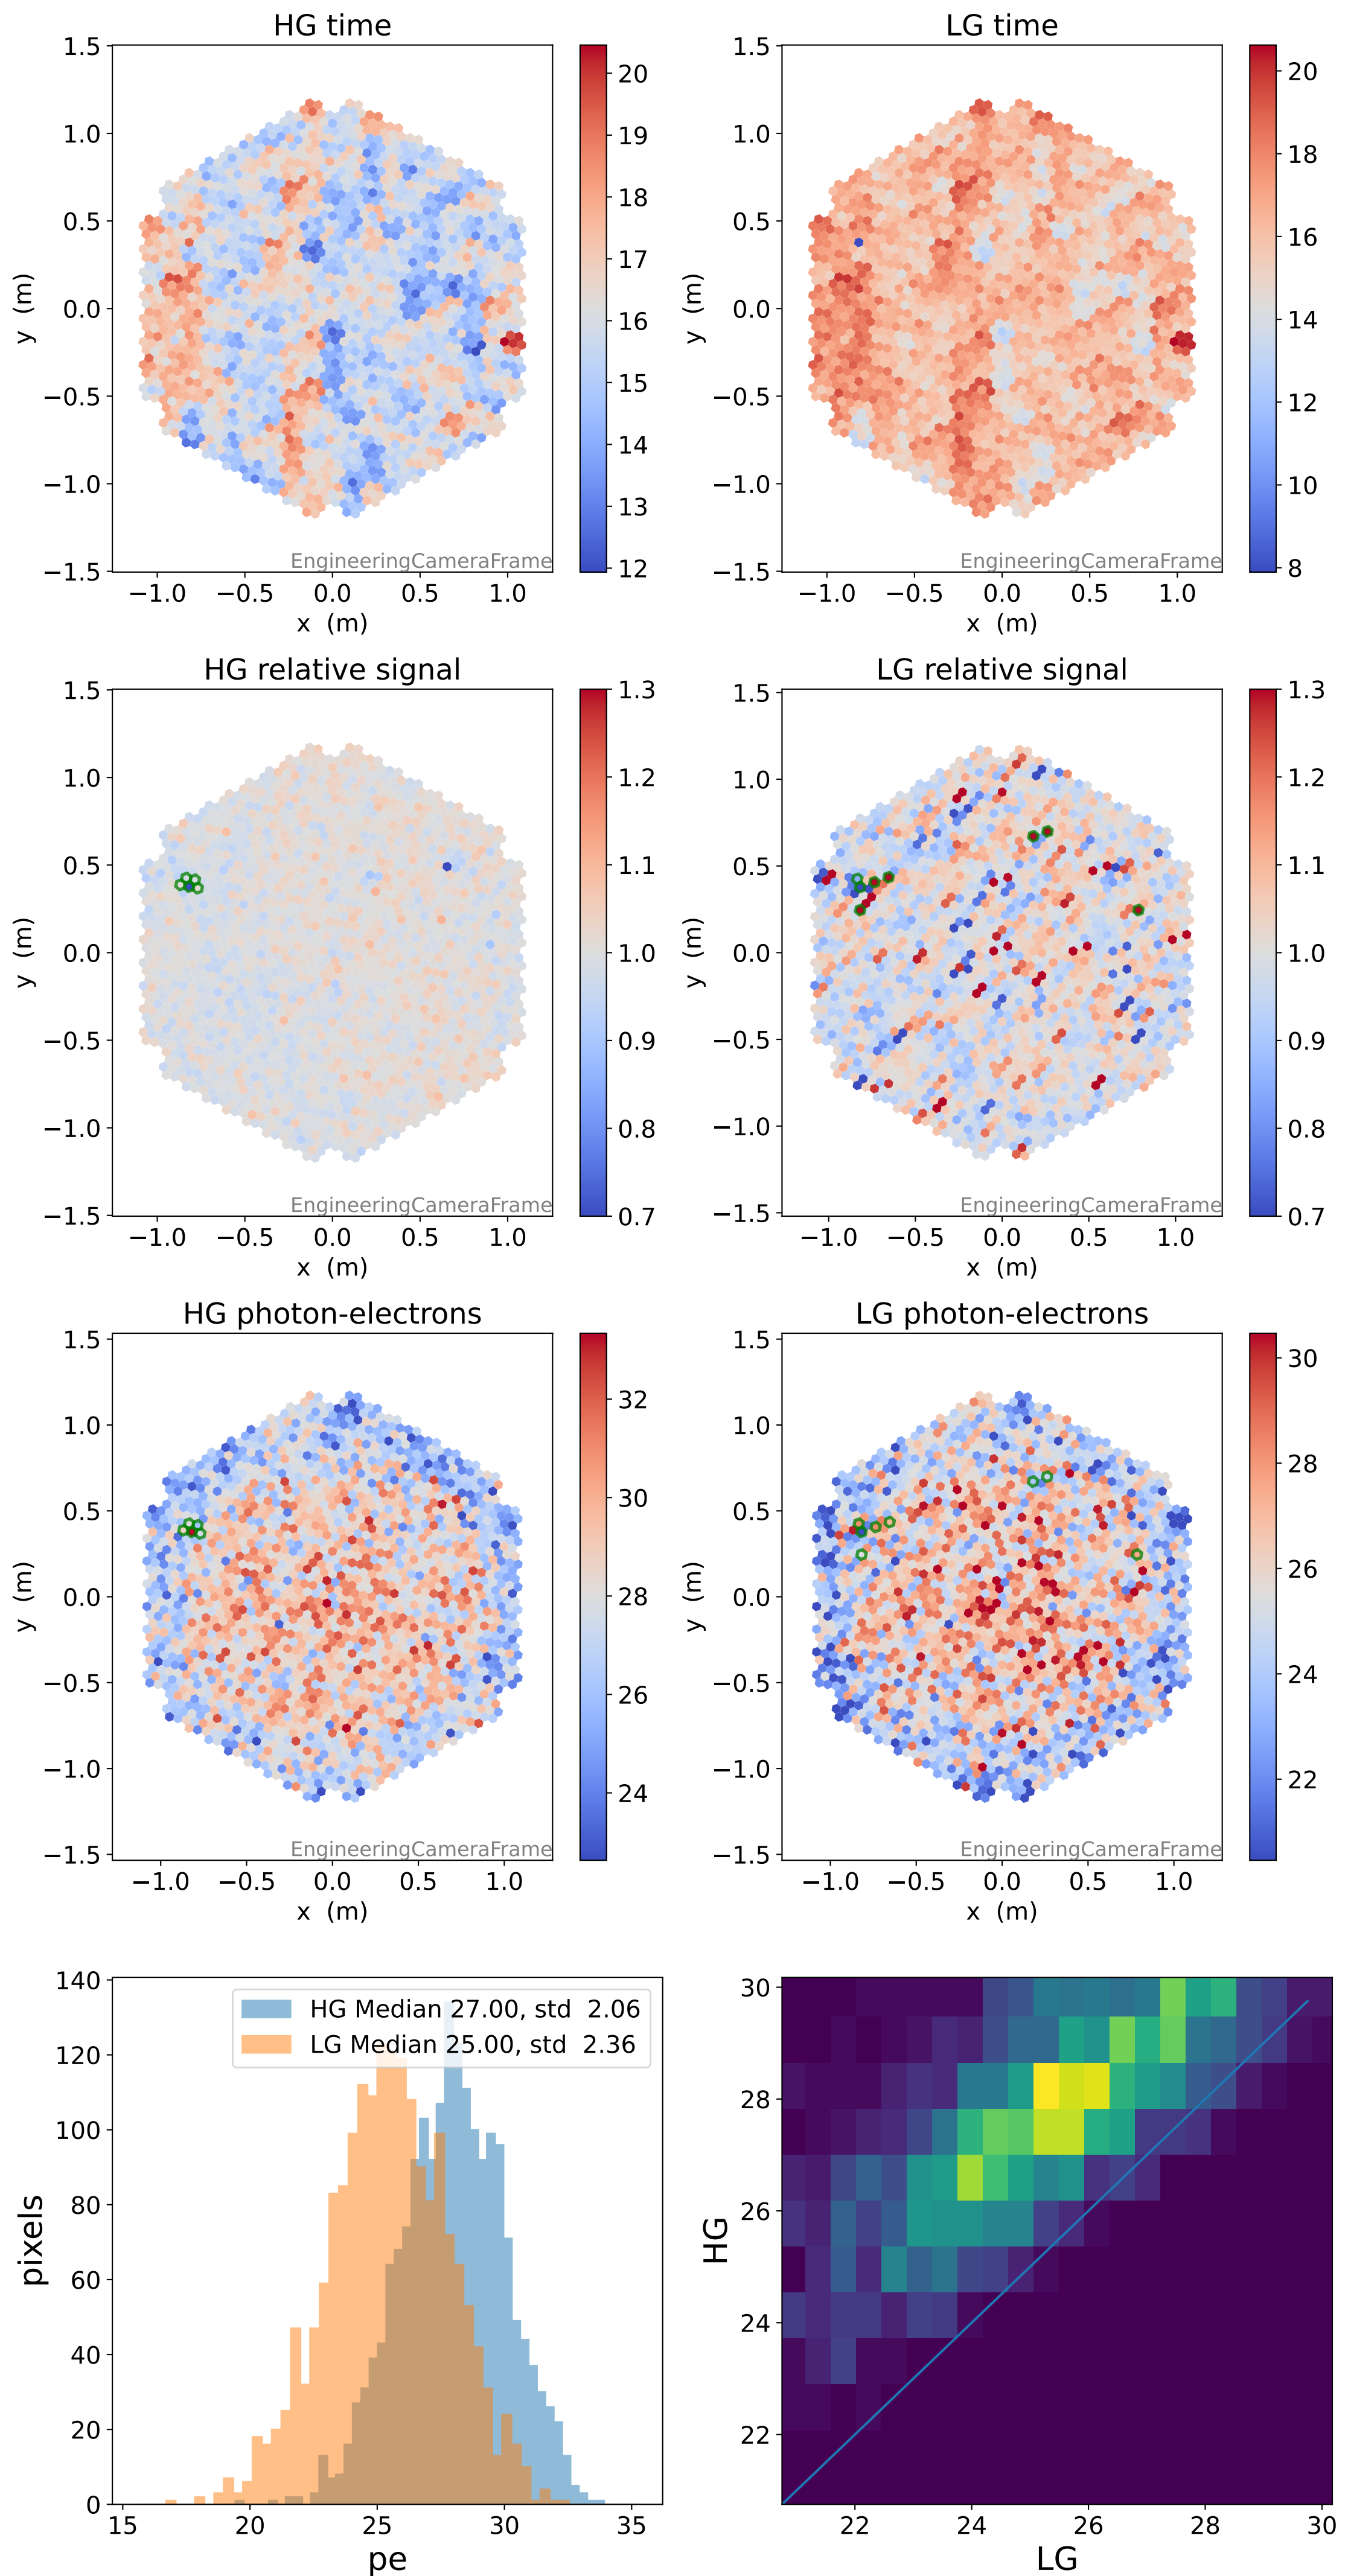 HG time
LG time
1.5
1.0
0.5
0.0
−0.5
−1.0
−1.5
y (m)
−1.0 −0.5 0.0 0.5 1.0
x (m)
EngineeringCameraFrame
20
19
18
17
16
15
14
13
12
1.5
1.0
0.5
0.0
−0.5
−1.0
−1.5
y (m)
−1.0 −0.5 0.0 0.5 1.0
x (m)
EngineeringCameraFrame
20
18
16
14
12
10
8
HG relative signal
LG relative signal
1.5
1.0
0.5
0.0
−0.5
−1.0
−1.5
y (m)
−1.0 −0.5 0.0 0.5 1.0
x (m)
EngineeringCameraFrame
1.3
1.2
1.1
1.0
0.9
0.8
0.7
1.5
1.0
0.5
0.0
−0.5
−1.0
−1.5
y (m)
−1.0 −0.5 0.0 0.5 1.0
x (m)
EngineeringCameraFrame
1.3
1.2
1.1
1.0
0.9
0.8
0.7
HG photon-electrons
LG photon-electrons
1.5
1.0
0.5
0.0
−0.5
−1.0
−1.5
y (m)
−1.0 −0.5 0.0 0.5 1.0
x (m)
EngineeringCameraFrame
32
30
28
26
24
1.5
1.0
0.5
0.0
−0.5
−1.0
−1.5
y (m)
−1.0 −0.5 0.0 0.5 1.0
x (m)
EngineeringCameraFrame
30
28
26
24
22
140
120
100
80
60
40
20
0
pixels
HG Median 27.00, std 2.06
LG Median 25.00, std 2.36
15 20 25 30 35
pe
30
28
26
24
22
HG
22 24 26 28 30
LG